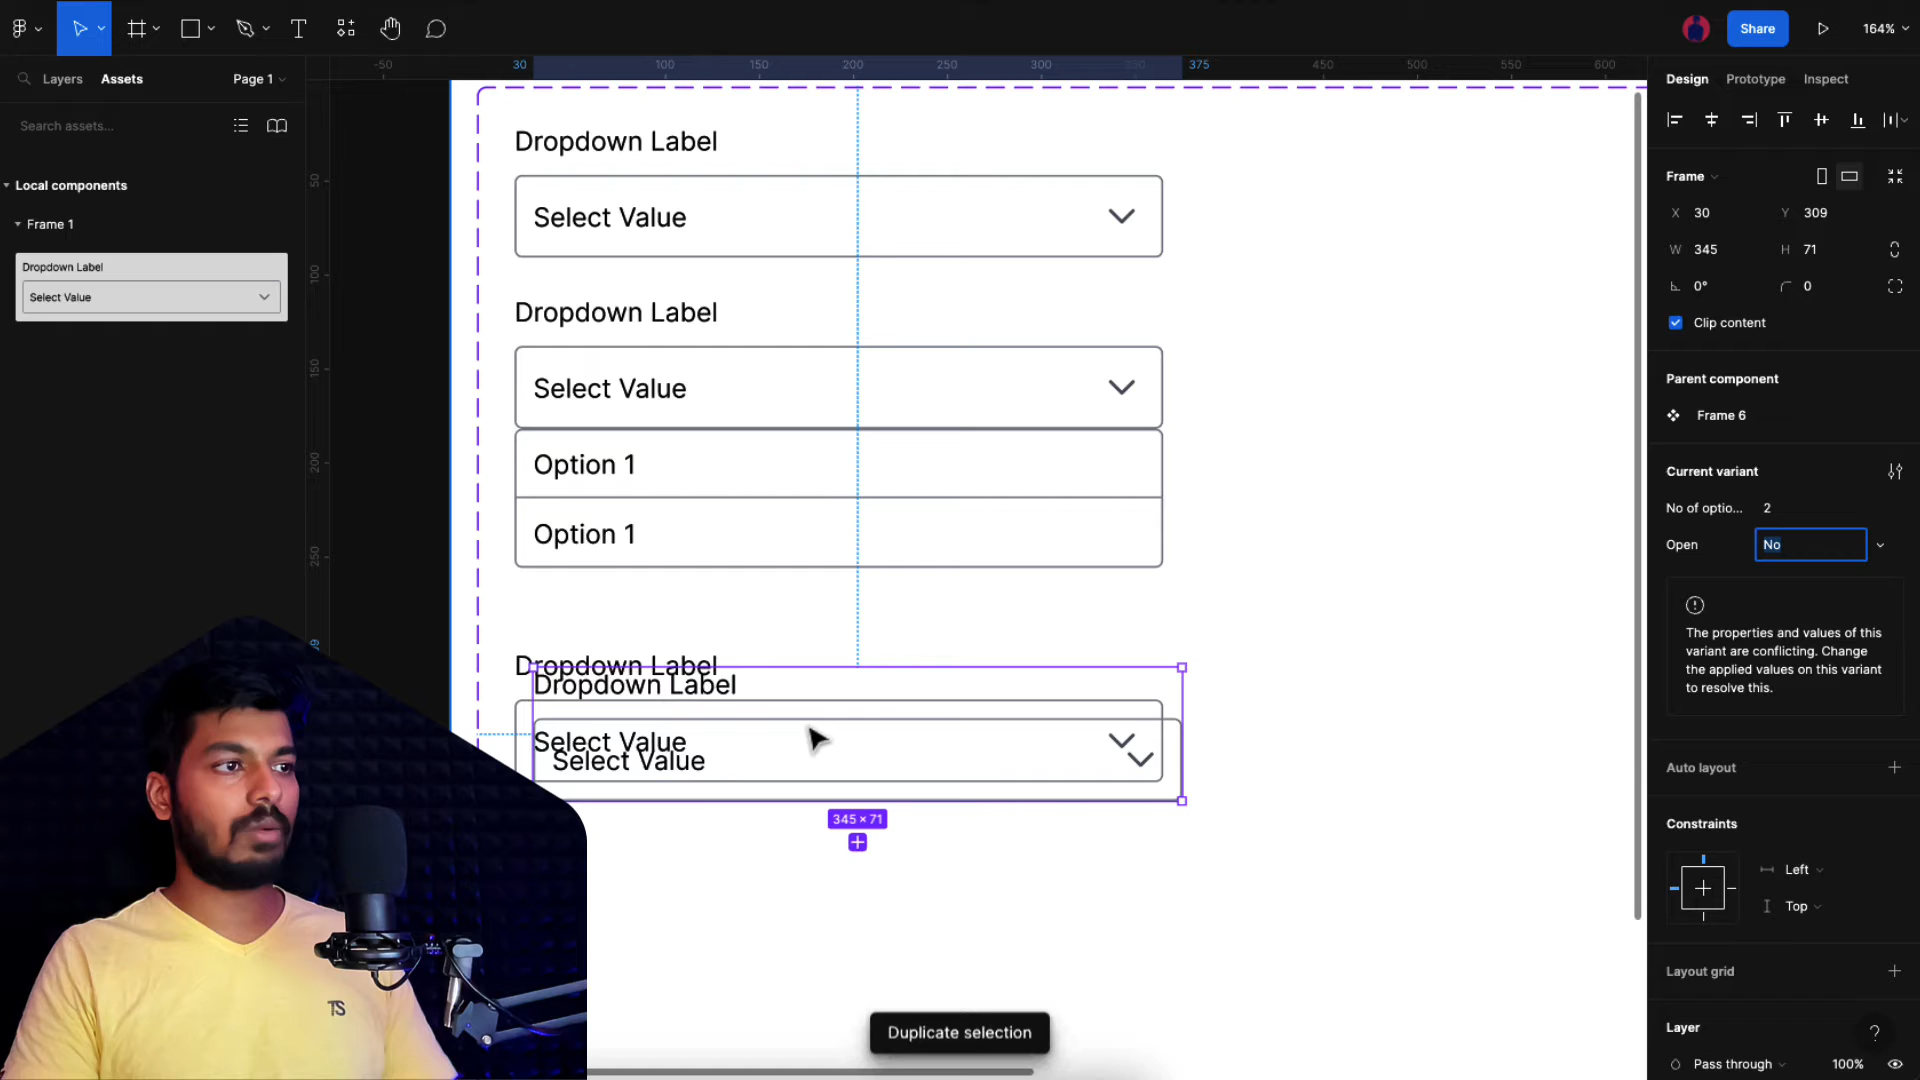 Share
164%
Layers
Assets
Page 1
-50
30
100
150
200
250
300
375
450
500
550
600
Design
Prototype
Inspect
Search assets...
Local components
Frame 1
Dropdown Label
Select Value
50
100
150
200
250
Dropdown Label
Select Value
Dropdown Label
Select Value
Option 1
Option 1
Dropdown Label
Dropdown Label
Select Value
Select Value
345 × 71
Duplicate selection
TS
Frame
X 30
Y 309
W 345
H 71
0°
0
Clip content
Parent component
Frame 6
Current variant
No of optio... 2
Open No
The properties and values of this
variant are conflicting. Change
the applied values on this variant
to resolve this.
Auto layout
Constraints
Left
Top
Layout grid
Layer
?
Pass through 100%